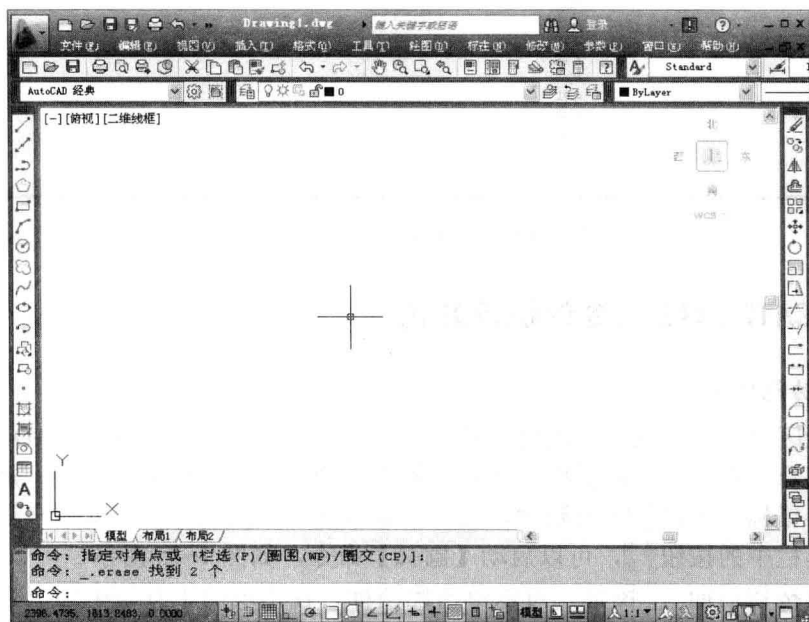 Drawing1.dwg
键入关键字或短语
登录
文件(F) 编辑(E) 视图(V) 插入(I) 格式(O) 工具(T) 绘图(D) 标注(N) 修改(M) 参数(P) 窗口(W) 帮助(H)
Standard
AutoCAD 经典
0
ByLayer
[-][俯视][二维线框]
北
西 上 东
南
WCS
Y
X
模型 布局1 布局2
命令: 指定对角点或 [栏选(F)/圈围(WP)/圈交(CP)]:
命令: _.erase 找到 2 个
命令:
0.0000
模型
1:1